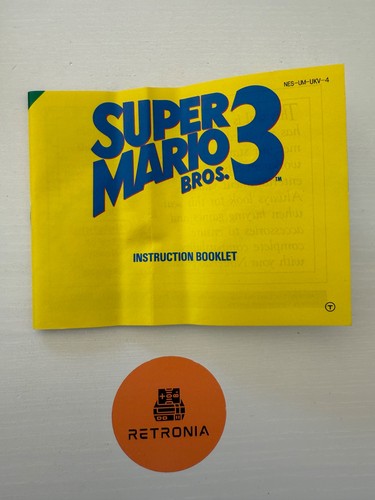 NES-UM-UKV-4
SUPER
MARIO
BROS. 3
TM
INSTRUCTION BOOKLET
T
RETRONIA